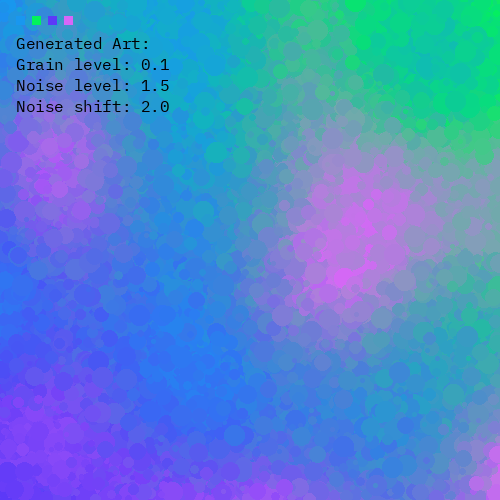 Generated Art:
Grain level: 0.1
Noise level: 1.5
Noise shift: 2.0